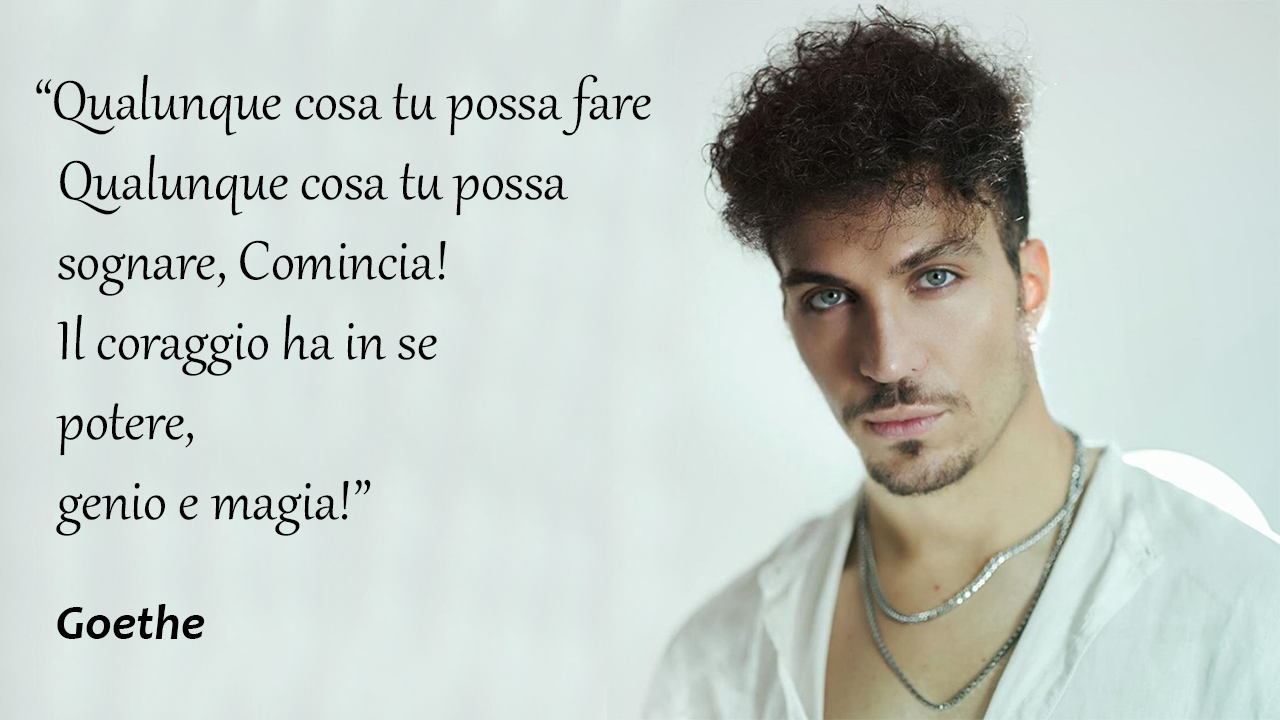 “Qualunque cosa tu possa fare
Qualunque cosa tu possa
sognare, Comincia!
Il coraggio ha in se
potere,
genio e magia!”
Goethe